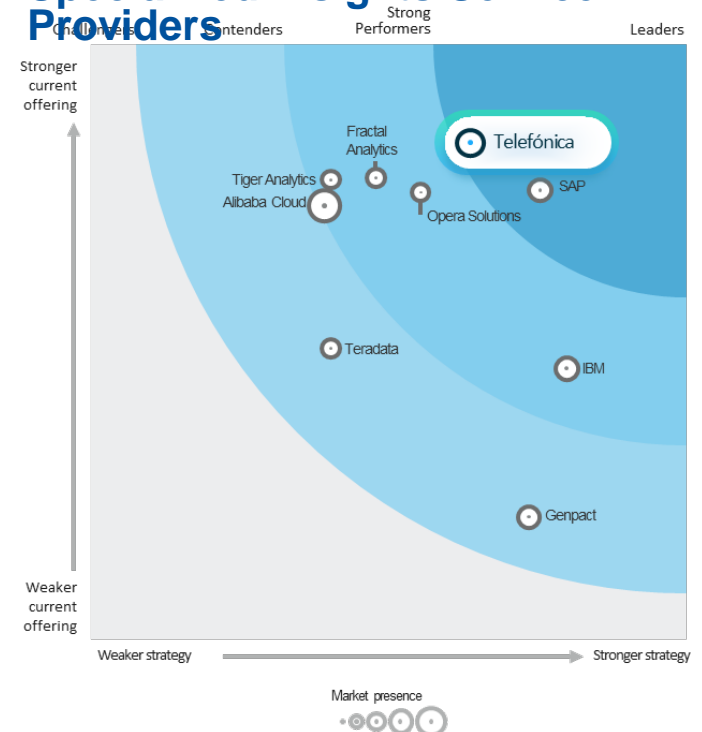 Providers
Challengers
Contenders
Strong
Performers
Leaders
Stronger
current
offering
Fractal
Analytics
Telefónica
Tiger Analytics
SAP
Alibaba Cloud
Opera Solutions
Teradata
IBM
Genpact
Weaker
current
offering
Weaker strategy
Stronger strategy
Market presence